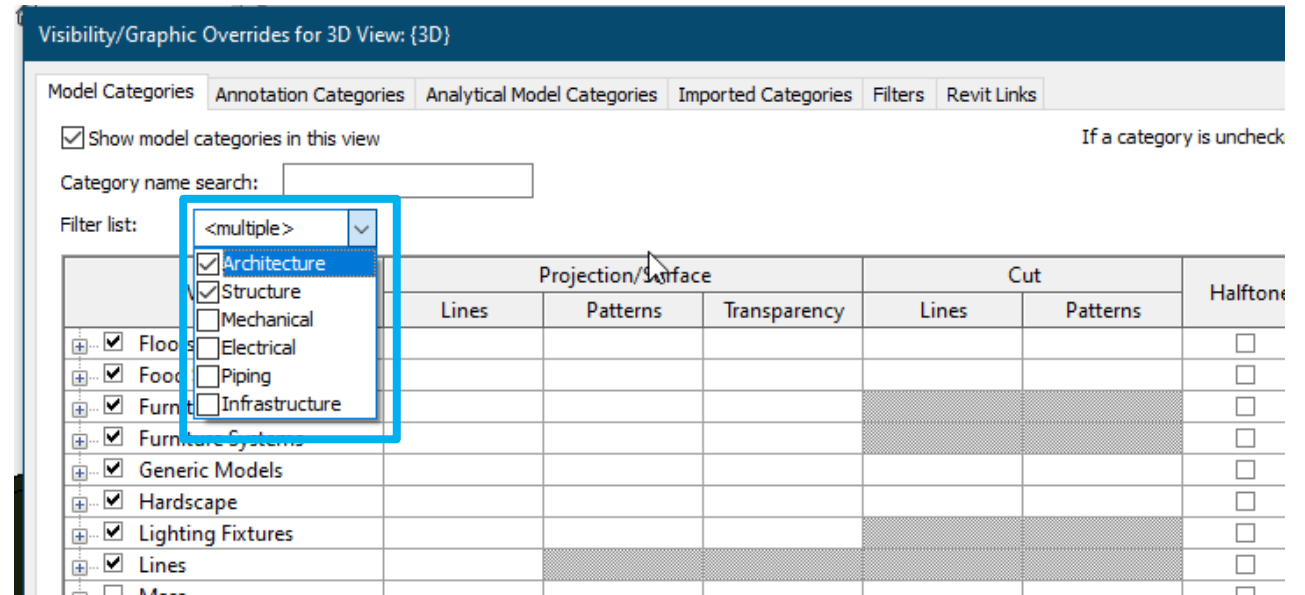 Visibility/Graphic Overrides for 3D View: {3D}
Model Categories Annotation Categories Analytical Model Categories Imported Categories Filters Revit Links
Show model categories in this view
If a category is uncheck
Category name search:
Filter list: <multiple>
Architecture
Structure
Mechanical
Electrical
Piping
Infrastructure
Projection/Surface Cut Halftone
Lines Patterns Transparency Lines Patterns
Floors
Food
Furnit
Furniture Systems
Generic Models
Hardscape
Lighting Fixtures
Lines
Mass